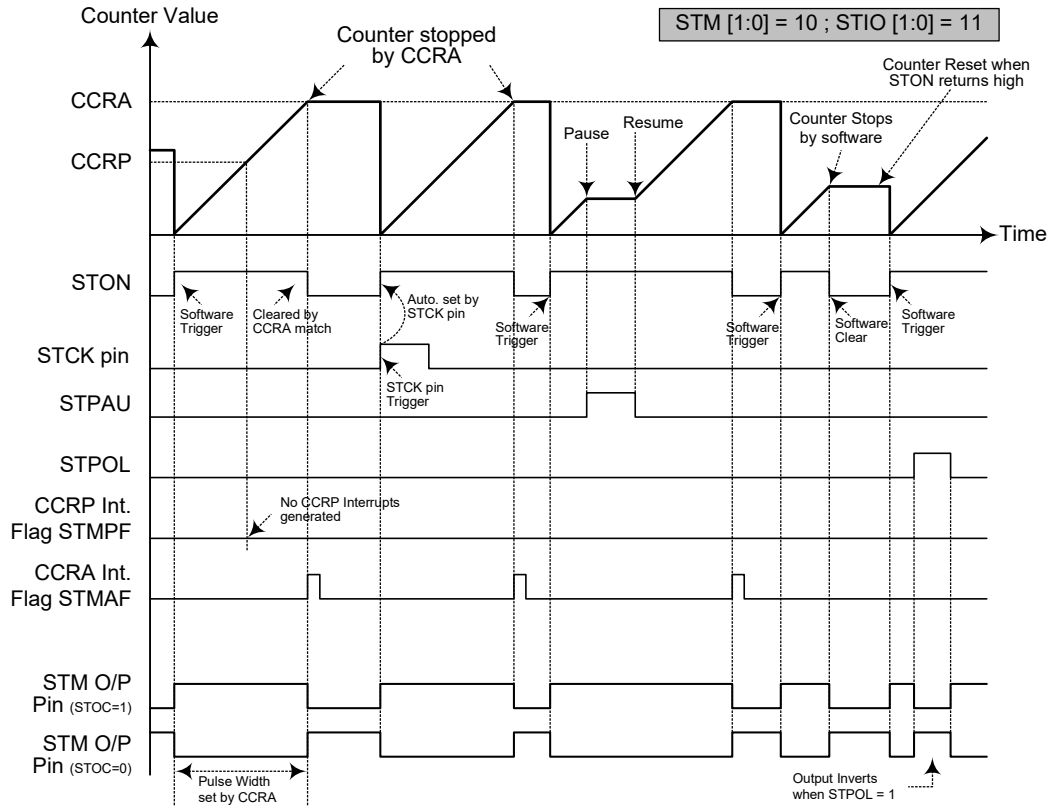 Counter Value
STM [1:0] = 10 ; STIO [1:0] = 11
Counter stopped
by CCRA
Counter Reset when
STON returns high
CCRA
Counter Stops
by software
Pause
Resume
CCRP
Time
STON
Software
Trigger
Cleared by
CCRA match
Auto. set by
STCK pin
Software
Trigger
Software
Trigger
Software
Clear
Software
Trigger
STCK pin
STCK pin
Trigger
STPAU
STPOL
CCRP Int.
Flag STMPF
No CCRP Interrupts
generated
CCRA Int.
Flag STMAF
STM O/P
Pin (STOC=1)
STM O/P
Pin (STOC=0)
Pulse Width
set by CCRA
Output Inverts
when STPOL = 1